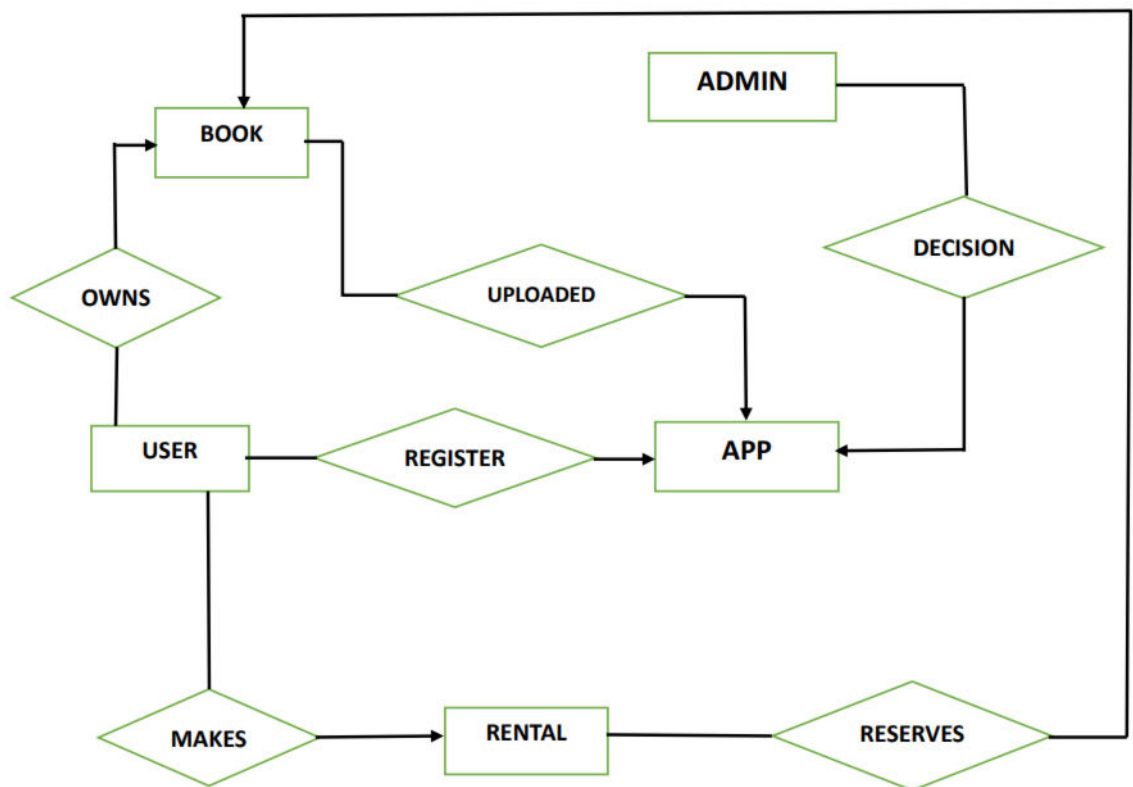 ADMIN
BOOK
DECISION
OWNS
UPLOADED
USER
REGISTER
APP
MAKES
RENTAL
RESERVES